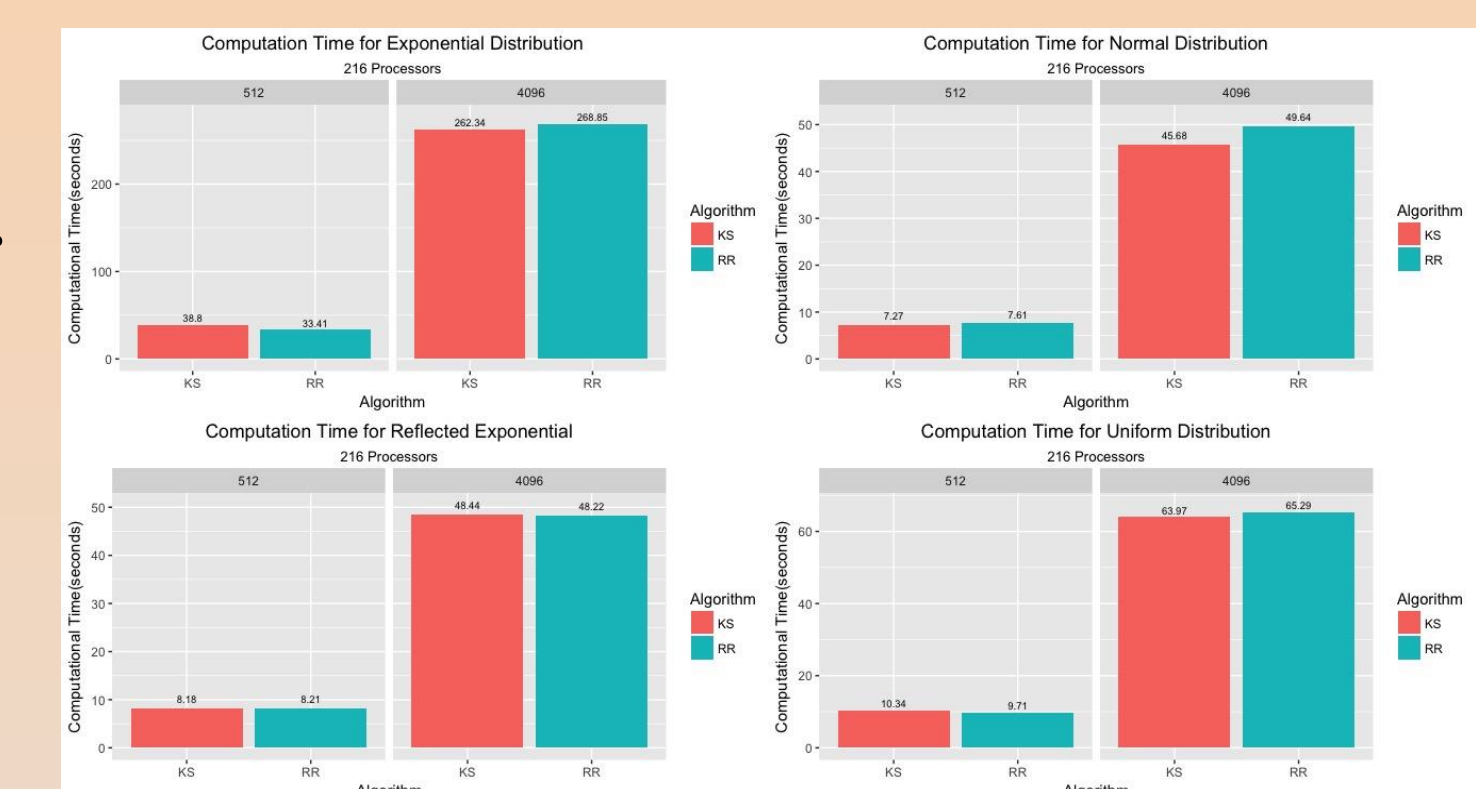 Computation Time for Exponential Distribution
216 Processors
512 4096
262.34 268.85
38.8 33.41
200
100
0
Computational Time(seconds)
KS RR KS RR
Algorithm
Algorithm
KS
RR
Computation Time for Normal Distribution
216 Processors
512 4096
45.68 49.64
7.27 7.61
50
40
30
20
10
0
Computational Time(seconds)
KS RR KS RR
Algorithm
Algorithm
KS
RR
Computation Time for Reflected Exponential
216 Processors
512 4096
48.44 48.22
8.18 8.21
50
40
30
20
10
0
Computational Time(seconds)
KS RR KS RR
Algorithm
Algorithm
KS
RR
Computation Time for Uniform Distribution
216 Processors
512 4096
63.97 65.29
10.34 9.71
60
40
20
0
Computational Time(seconds)
KS RR KS RR
Algorithm
Algorithm
KS
RR